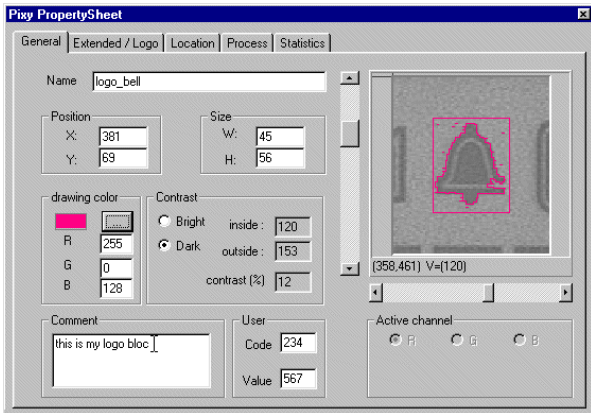 Pixy PropertySheet
General Extended / Logo Location Process Statistics
Name logo_bell
Position Size
X: 381 W: 45
Y: 69 H: 56
drawing color Contrast
... Bright inside : 120
R 255 Dark outside : 153
G 0
B 128 contrast (%) 12
(358,461) V=(120)
Comment User Active channel
this is my logo bloc Code 234 R G B
Value 567